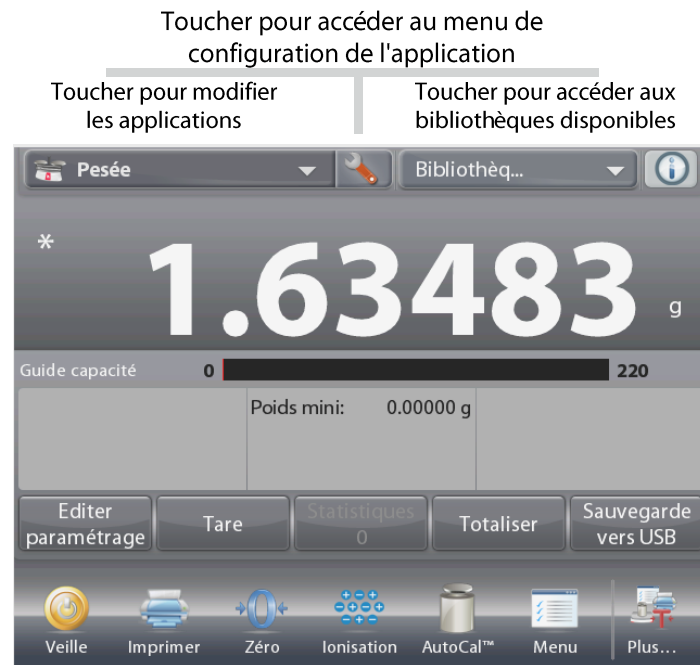 Toucher pour accéder au menu de
configuration de l'application
Toucher pour modifier
les applications
Toucher pour accéder aux
bibliothèques disponibles
Pesée
Bibliothèq...
* 1.63483 g
Guide capacité 0 220
Poids mini: 0.00000 g
Editer
paramétrage
Tare
Statistiques
0
Totaliser
Sauvegarde
vers USB
Veille
Imprimer
Zéro
Ionisation
AutoCal™
Menu
Plus...